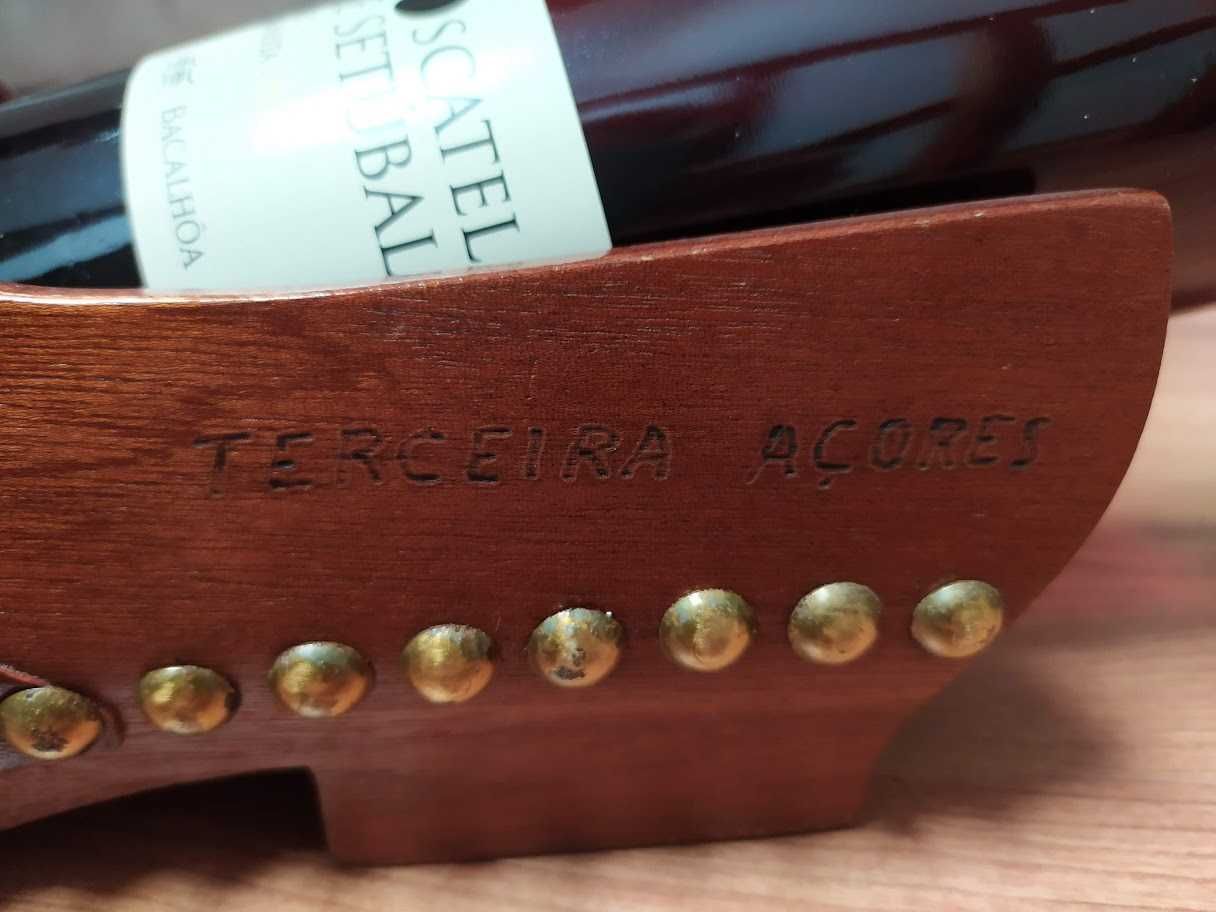 SCATEL
E SETÚBAL
BACALHÔA
TERCEIRA AÇORES